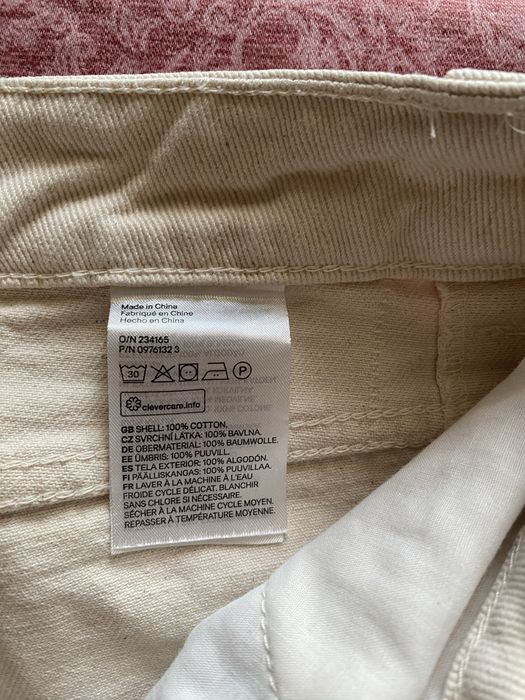 Made in China
Fabriqué en Chine
Hecho en China
O/N 234165
P/N 0976132 3
30
P
clevercare.info
GB SHELL: 100% COTTON.
CZ SVRCHNÍ LÁTKA: 100% BAVLNA.
DE OBERMATERIAL: 100% BAUMWOLLE.
EE ÜMBRIS: 100% PUUVILL.
ES TELA EXTERIOR: 100% ALGODÓN.
FI PÄÄLLISKANGAS: 100% PUUVILLAA.
FR LAVER À LA MACHINE À L'EAU
FROIDE CYCLE DÉLICAT, BLANCHIR
SANS CHLORE SI NÉCESSAIRE.
SÉCHER À LA MACHINE CYCLE MOYEN.
REPASSER À TEMPÉRATURE MOYENNE.